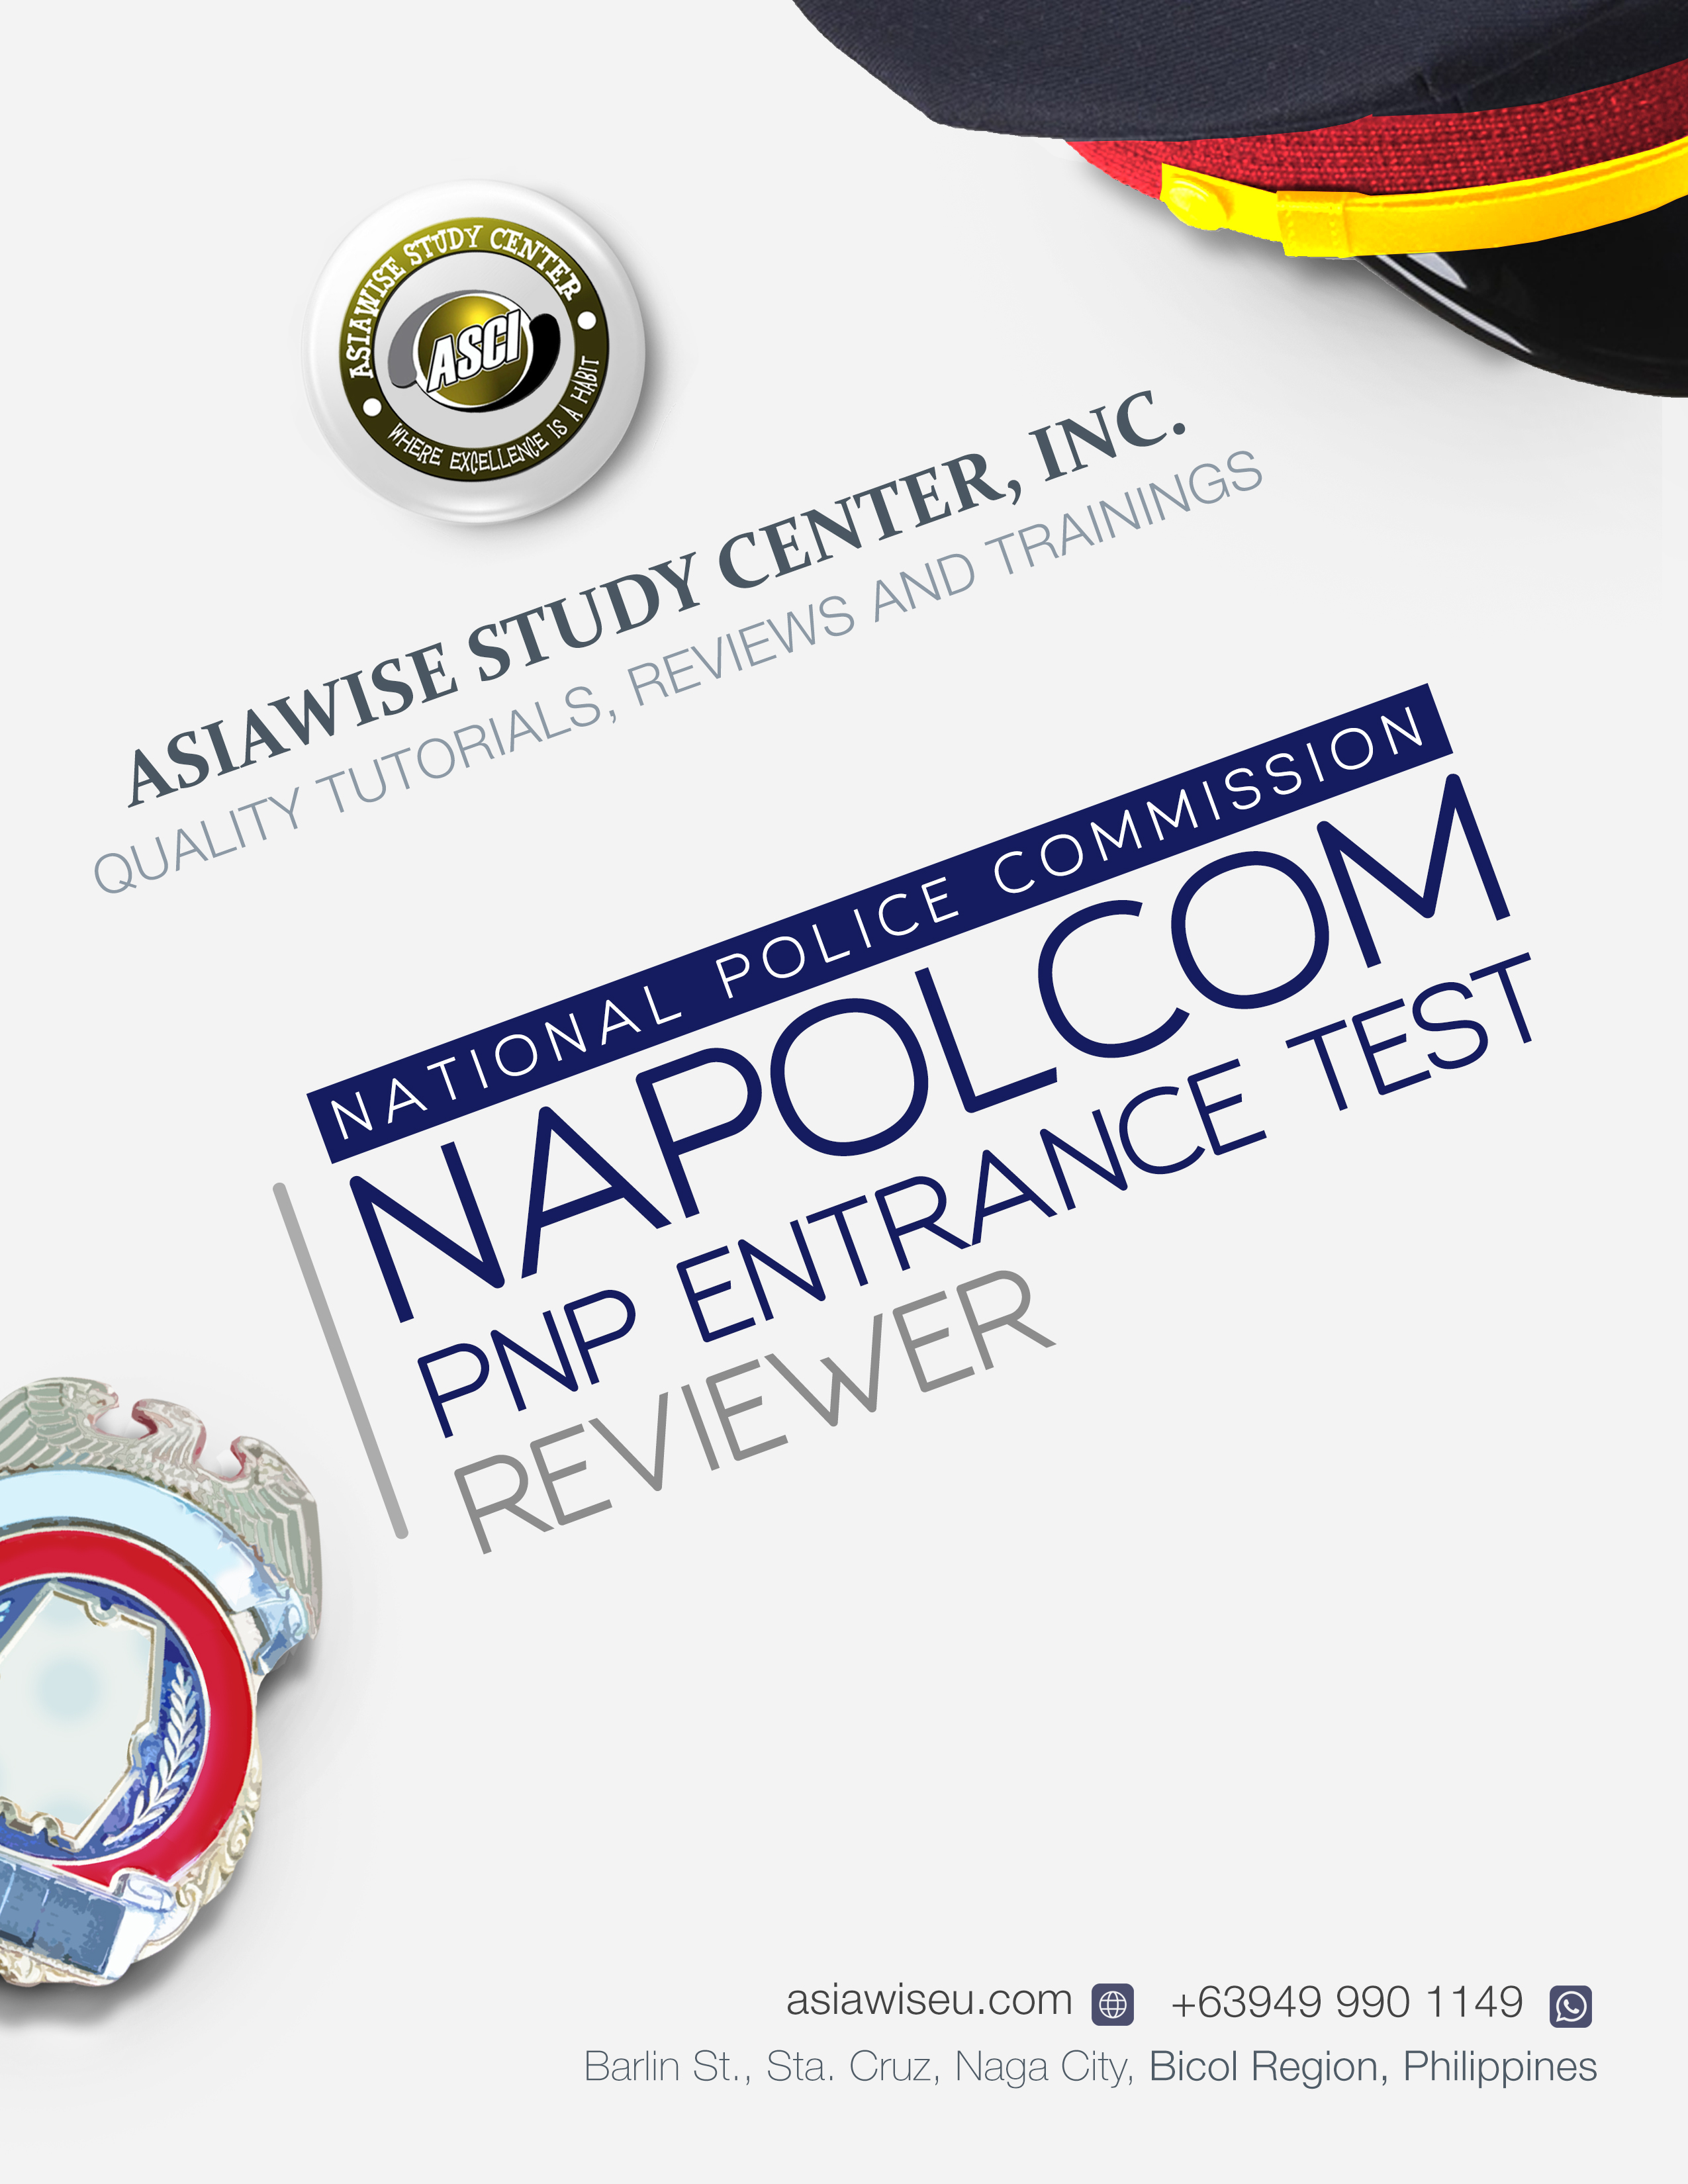 ASIAWISE STUDY CENTER
ASCI
WHERE EXCELLENCE IS A HABIT
ASIAWISE STUDY CENTER, INC.
QUALITY TUTORIALS, REVIEWS AND TRAININGS
NATIONAL POLICE COMMISSION
NAPOLCOM
PNP ENTRANCE TEST
REVIEWER
asiawiseu.com +63949 990 1149
Barlin St., Sta. Cruz, Naga City, Bicol Region, Philippines